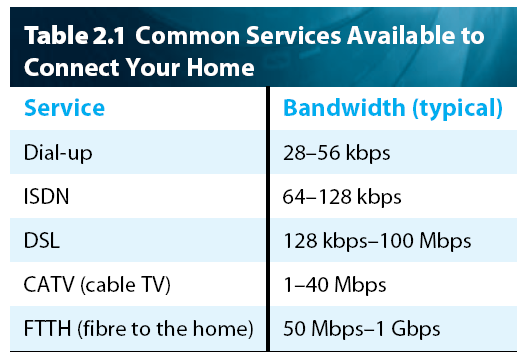 Table 2.1 Common Services Available to
Connect Your Home
Service Bandwidth (typical)
Dial-up 28–56 kbps
ISDN 64–128 kbps
DSL 128 kbps–100 Mbps
CATV (cable TV) 1–40 Mbps
FTTH (fibre to the home) 50 Mbps–1 Gbps